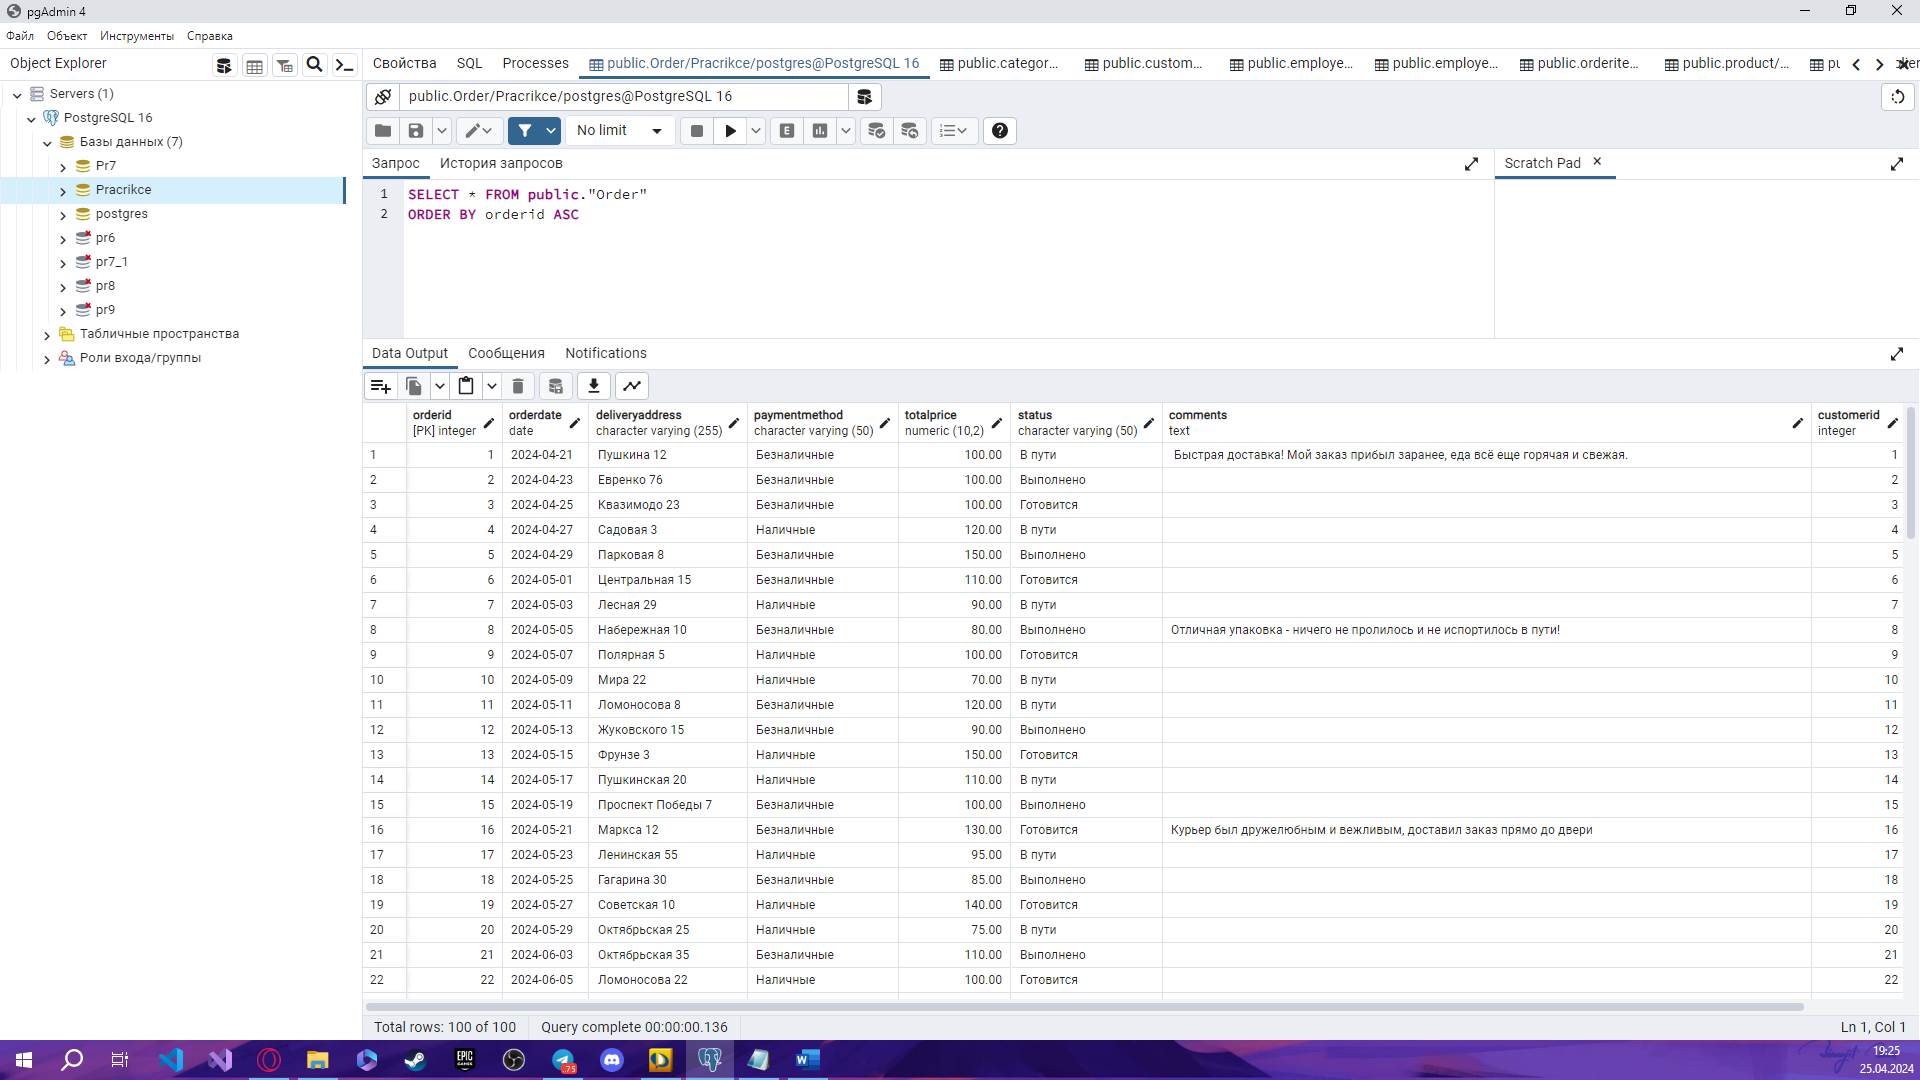 pgAdmin 4
Файл Объект Инструменты Справка
Object Explorer
Свойства SQL Processes public.Order/Pracrikce/postgres@PostgreSQL 16 public.categor... public.custom... public.employe... public.employe... public.orderite... public.product/...
Servers (1)
PostgreSQL 16
Базы данных (7)
Pr7
Pracrikce
postgres
pr6
pr7_1
pr8
pr9
Табличные пространства
Роли входа/группы
public.Order/Pracrikce/postgres@PostgreSQL 16
No limit
E
Запрос История запросов
Scratch Pad
1 SELECT * FROM public."Order"
2 ORDER BY orderid ASC
Data Output Сообщения Notifications
orderid orderdate deliveryaddress paymentmethod totalprice status comments customerid
[PK] integer date character varying (255) character varying (50) numeric (10,2) character varying (50) text integer
1 1 2024-04-21 Пушкина 12 Безналичные 100.00 В пути Быстрая доставка! Мой заказ прибыл заранее, еда всё еще горячая и свежая. 1
2 2 2024-04-23 Евренко 76 Безналичные 100.00 Выполнено 2
3 3 2024-04-25 Квазимодо 23 Безналичные 100.00 Готовится 3
4 4 2024-04-27 Садовая 3 Наличные 120.00 В пути 4
5 5 2024-04-29 Парковая 8 Безналичные 150.00 Выполнено 5
6 6 2024-05-01 Центральная 15 Безналичные 110.00 Готовится 6
7 7 2024-05-03 Лесная 29 Наличные 90.00 В пути 7
8 8 2024-05-05 Набережная 10 Безналичные 80.00 Выполнено Отличная упаковка - ничего не пролилось и не испортилось в пути! 8
9 9 2024-05-07 Полярная 5 Наличные 100.00 Готовится 9
10 10 2024-05-09 Мира 22 Наличные 70.00 В пути 10
11 11 2024-05-11 Ломоносова 8 Безналичные 120.00 В пути 11
12 12 2024-05-13 Жуковского 15 Безналичные 90.00 Выполнено 12
13 13 2024-05-15 Фрунзе 3 Наличные 150.00 Готовится 13
14 14 2024-05-17 Пушкинская 20 Наличные 110.00 В пути 14
15 15 2024-05-19 Проспект Победы 7 Безналичные 100.00 Выполнено 15
16 16 2024-05-21 Маркса 12 Безналичные 130.00 Готовится Курьер был дружелюбным и вежливым, доставил заказ прямо до двери 16
17 17 2024-05-23 Ленинская 55 Наличные 95.00 В пути 17
18 18 2024-05-25 Гагарина 30 Безналичные 85.00 Выполнено 18
19 19 2024-05-27 Советская 10 Наличные 140.00 Готовится 19
20 20 2024-05-29 Октябрьская 25 Наличные 75.00 В пути 20
21 21 2024-06-03 Октябрьская 35 Безналичные 110.00 Выполнено 21
22 22 2024-06-05 Ломоносова 22 Наличные 100.00 Готовится 22
Total rows: 100 of 100 Query complete 00:00:00.136 Ln 1, Col 1
EPIC GAMES
.75
19:25
25.04.2024